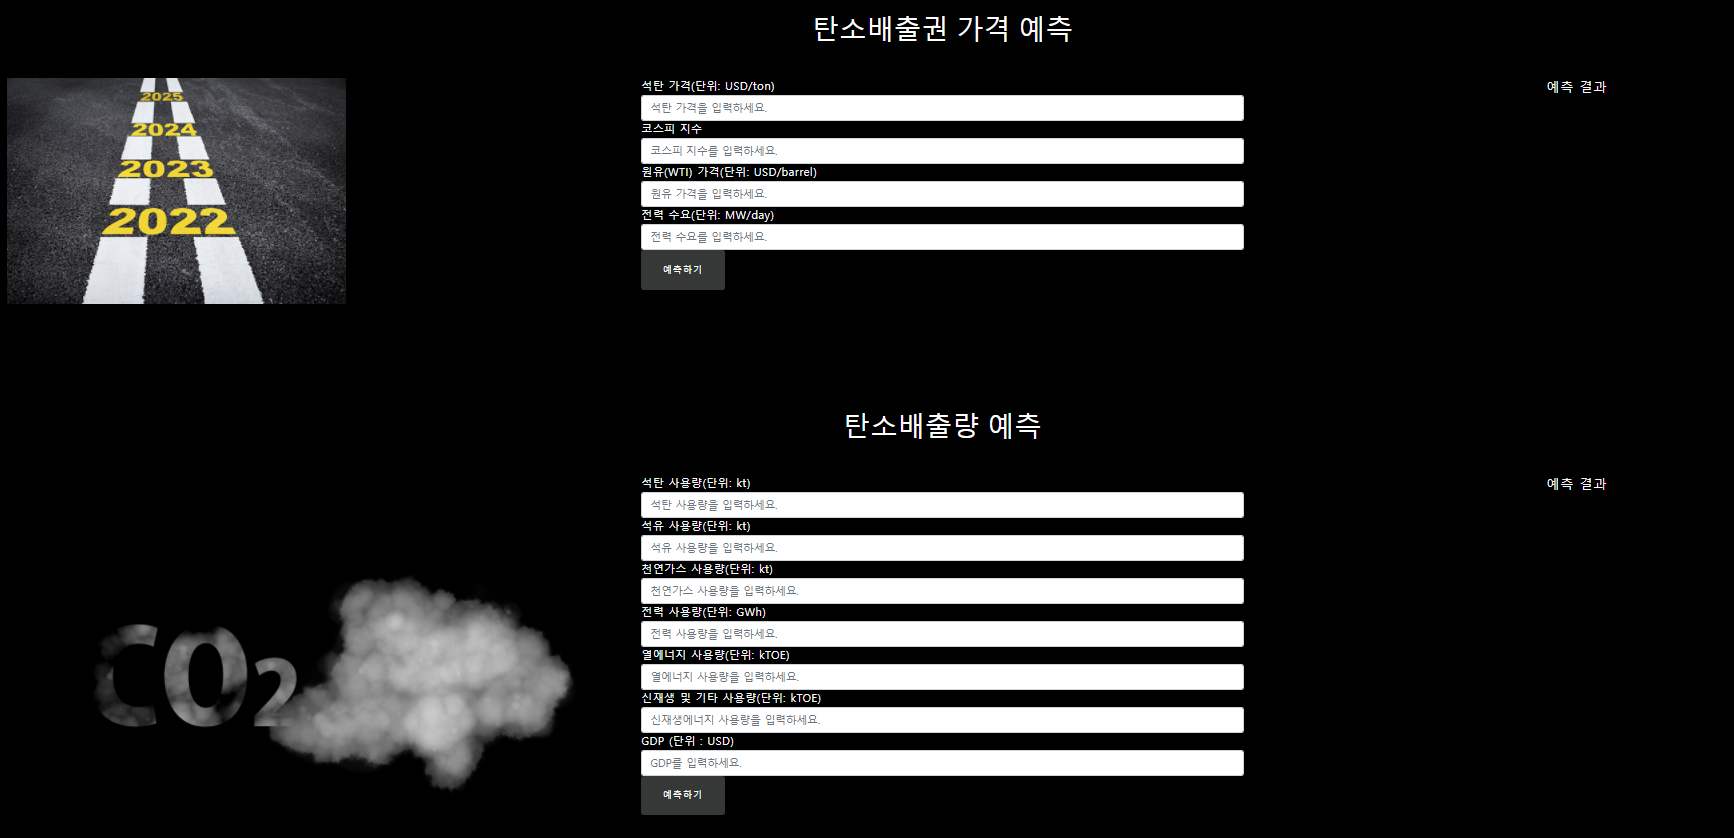 탄소배출권 가격 예측
2025
2024
2023
2022
석탄 가격(단위: USD/ton)
석탄 가격을 입력하세요.
코스피 지수
코스피 지수를 입력하세요.
원유(WTI) 가격(단위: USD/barrel)
원유 가격을 입력하세요.
전력 수요(단위: MW/day)
전력 수요를 입력하세요.
예측하기
예측 결과
탄소배출량 예측
CO2
석탄 사용량(단위: kt)
석탄 사용량을 입력하세요.
석유 사용량(단위: kt)
석유 사용량을 입력하세요.
천연가스 사용량(단위: kt)
천연가스 사용량을 입력하세요.
전력 사용량(단위: GWh)
전력 사용량을 입력하세요.
열에너지 사용량(단위: kTOE)
열에너지 사용량을 입력하세요.
신재생 및 기타 사용량(단위: kTOE)
신재생에너지 사용량을 입력하세요.
GDP (단위 : USD)
GDP를 입력하세요.
예측하기
예측 결과